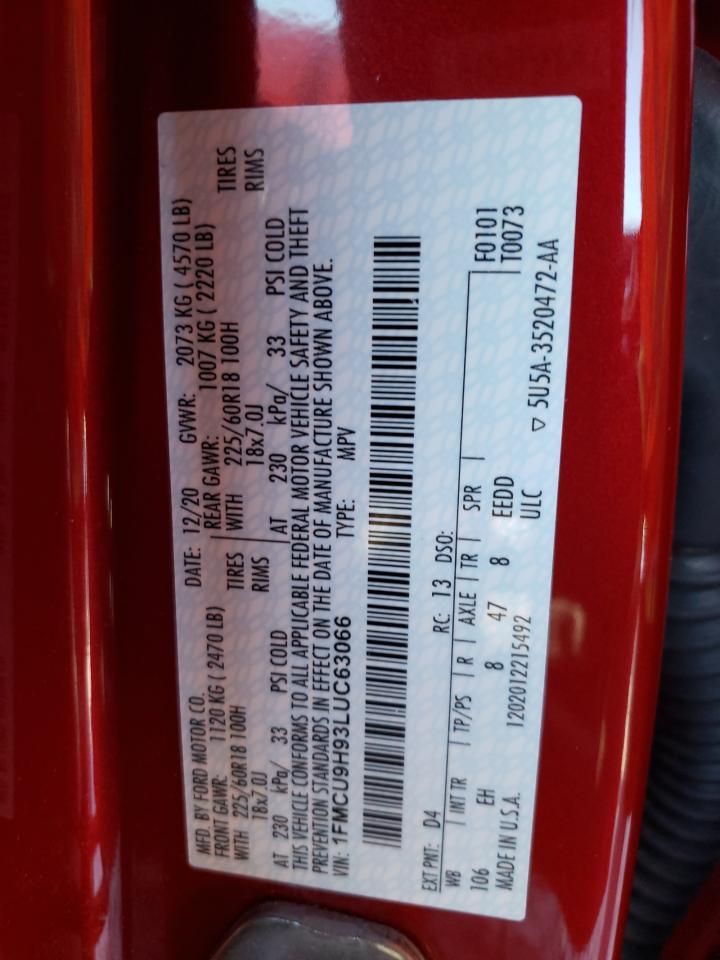 MFD. BY FORD MOTOR CO. DATE: 12/20 GVWR: 2073 KG ( 4570 LB)
FRONT GAWR: 1120 KG ( 2470 LB) REAR GAWR: 1007 KG ( 2220 LB)
WITH 225/60R18 100H TIRES WITH 225/60R18 100H TIRES
18x7.0J RIMS 18x7.0J RIMS
AT 230 kPa/ 33 PSI COLD AT 230 kPa/ 33 PSI COLD
THIS VEHICLE CONFORMS TO ALL APPLICABLE FEDERAL MOTOR VEHICLE SAFETY AND THEFT
PREVENTION STANDARDS IN EFFECT ON THE DATE OF MANUFACTURE SHOWN ABOVE.
VIN: 1FMCU9H93LUC63066 TYPE: MPV
EXT PNT: D4 RC: 13 DSO: F0101
WB INT TR TP/PS R AXLE TR SPR T0073
106 EH 8 47 8 EEDD
MADE IN U.S.A. 1202012215492 ULC
▽ 5U5A-3520472-AA